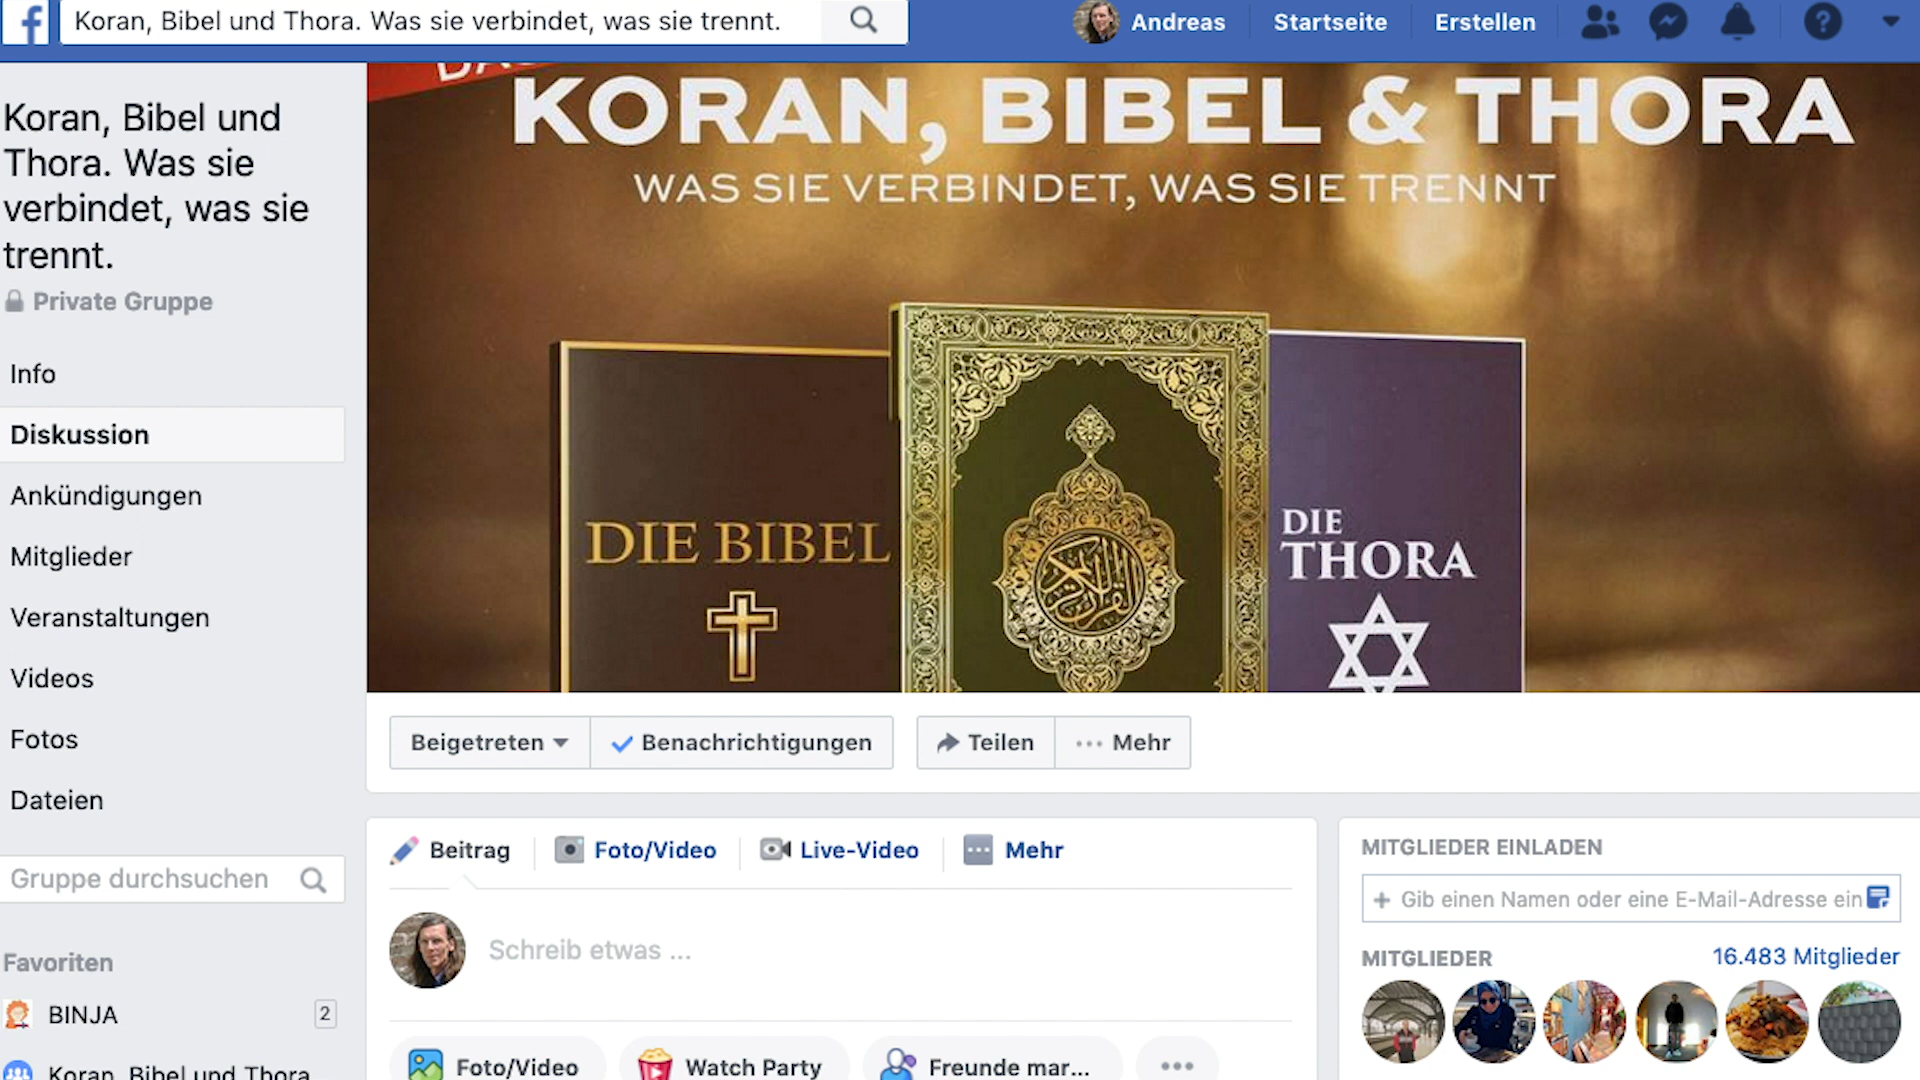 f
Koran, Bibel und Thora. Was sie verbindet, was sie trennt.
Andreas
Startseite
Erstellen
?
Koran, Bibel und
Thora. Was sie
verbindet, was sie
trennt.
Private Gruppe
Info
Diskussion
Ankündigungen
Mitglieder
Veranstaltungen
Videos
Fotos
Dateien
Gruppe durchsuchen
Favoriten
BINJA
2
Koran, Bibel und Thora
KORAN, BIBEL & THORA
WAS SIE VERBINDET, WAS SIE TRENNT
DIE BIBEL
القرآن الكريم
DIE
THORA
Beigetreten
Benachrichtigungen
Teilen
Mehr
Beitrag
Foto/Video
Live-Video
Mehr
Schreib etwas ...
Foto/Video
Watch Party
Freunde mar...
MITGLIEDER EINLADEN
+ Gib einen Namen oder eine E-Mail-Adresse ein
MITGLIEDER
16.483 Mitglieder